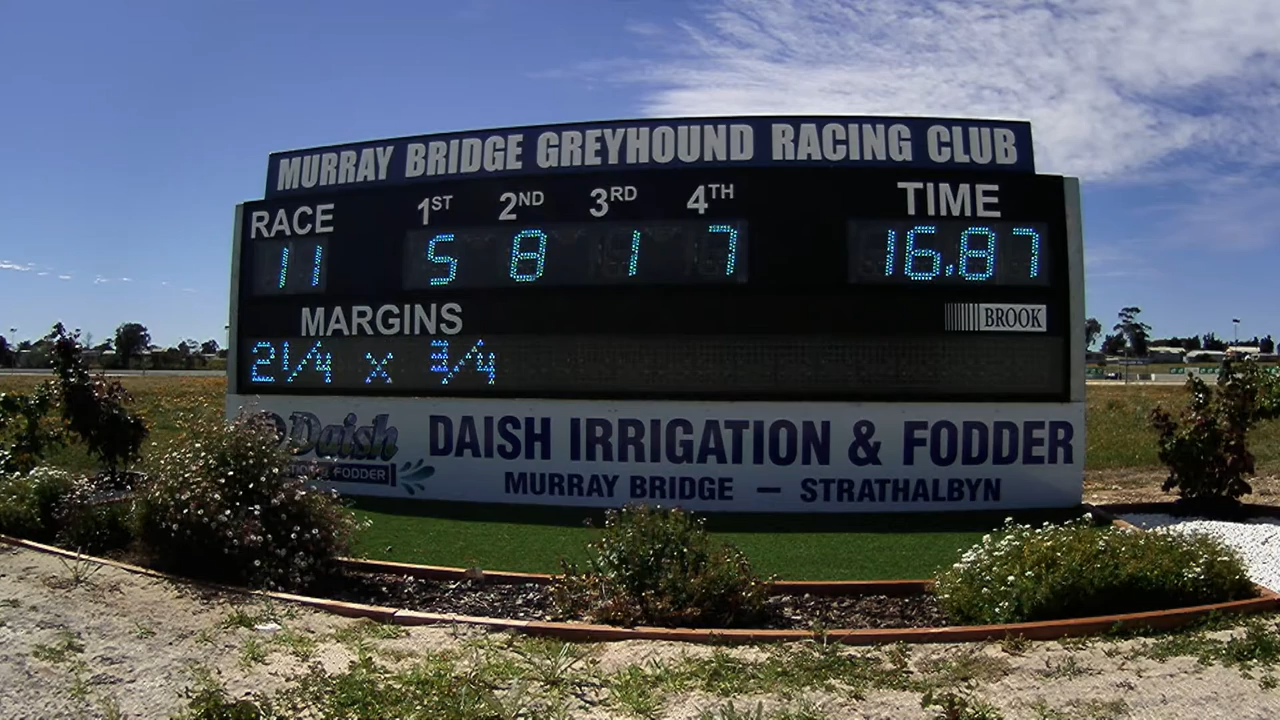 MURRAY BRIDGE GREYHOUND RACING CLUB
RACE 1ST 2ND 3RD 4TH TIME
11 5 8 1 7 16.87
MARGINS
BROOK
2 1/4 x 3/4
Daish
& FODDER
DAISH IRRIGATION & FODDER
MURRAY BRIDGE — STRATHALBYN